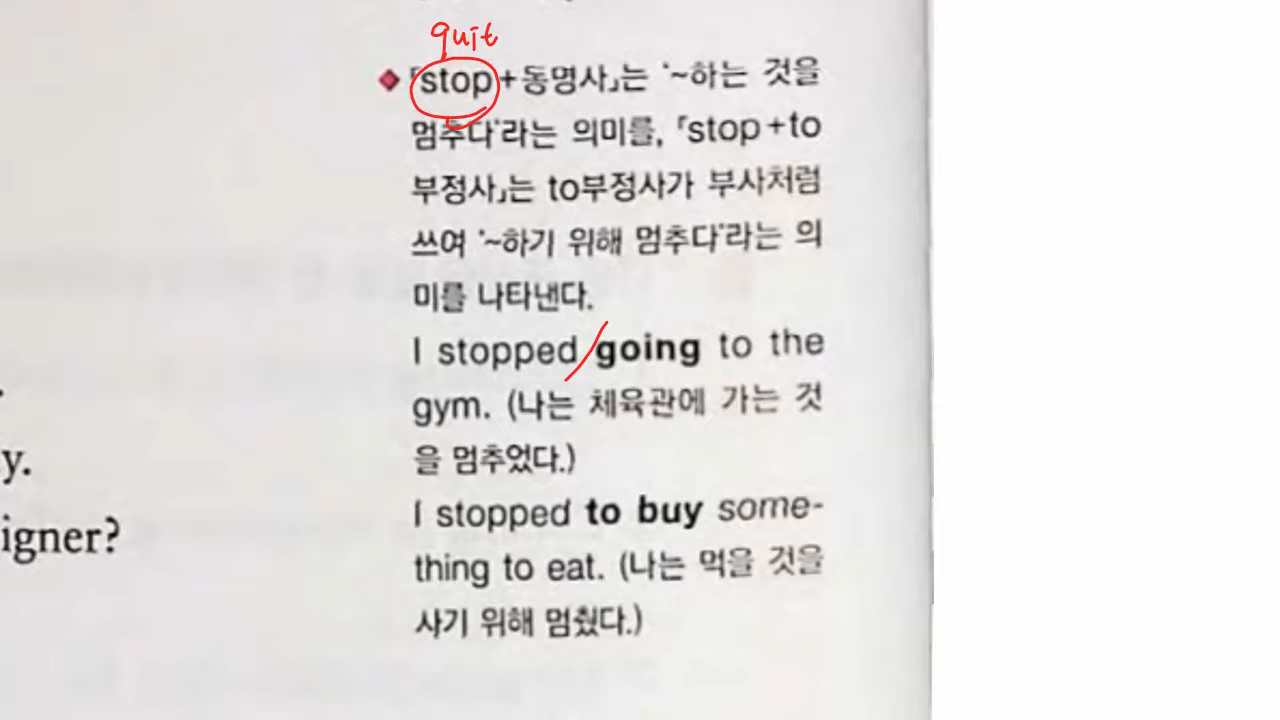 quit
「stop+동명사」는 '~하는 것을
멈추다'라는 의미를, 「stop+to
부정사」는 to부정사가 부사처럼
쓰여 '~하기 위해 멈추다'라는 의
미를 나타낸다.
I stopped going to the
gym. (나는 체육관에 가는 것
을 멈추었다.)
I stopped to buy some-
thing to eat. (나는 먹을 것을
사기 위해 멈췄다.)
y.
igner?